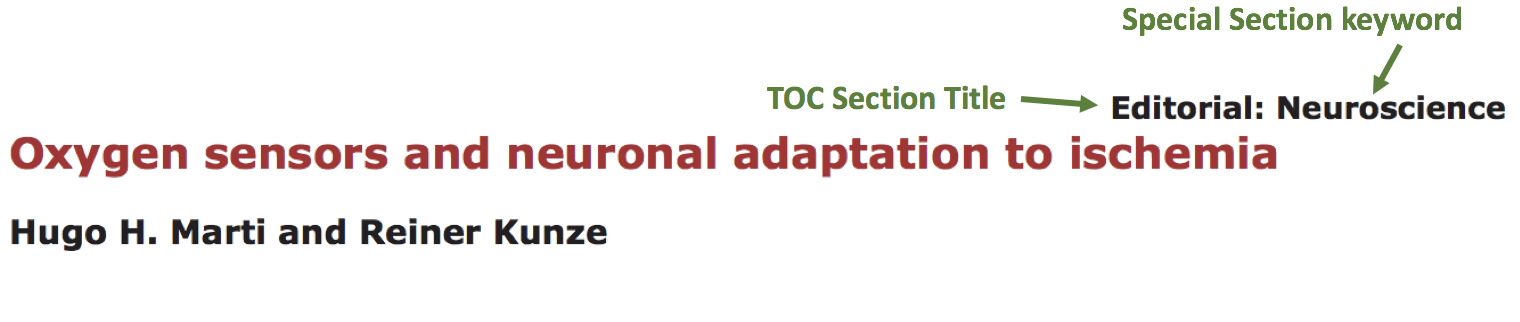 Special Section keyword
TOC Section Title
Editorial: Neuroscience
Oxygen sensors and neuronal adaptation to ischemia
Hugo H. Marti and Reiner Kunze